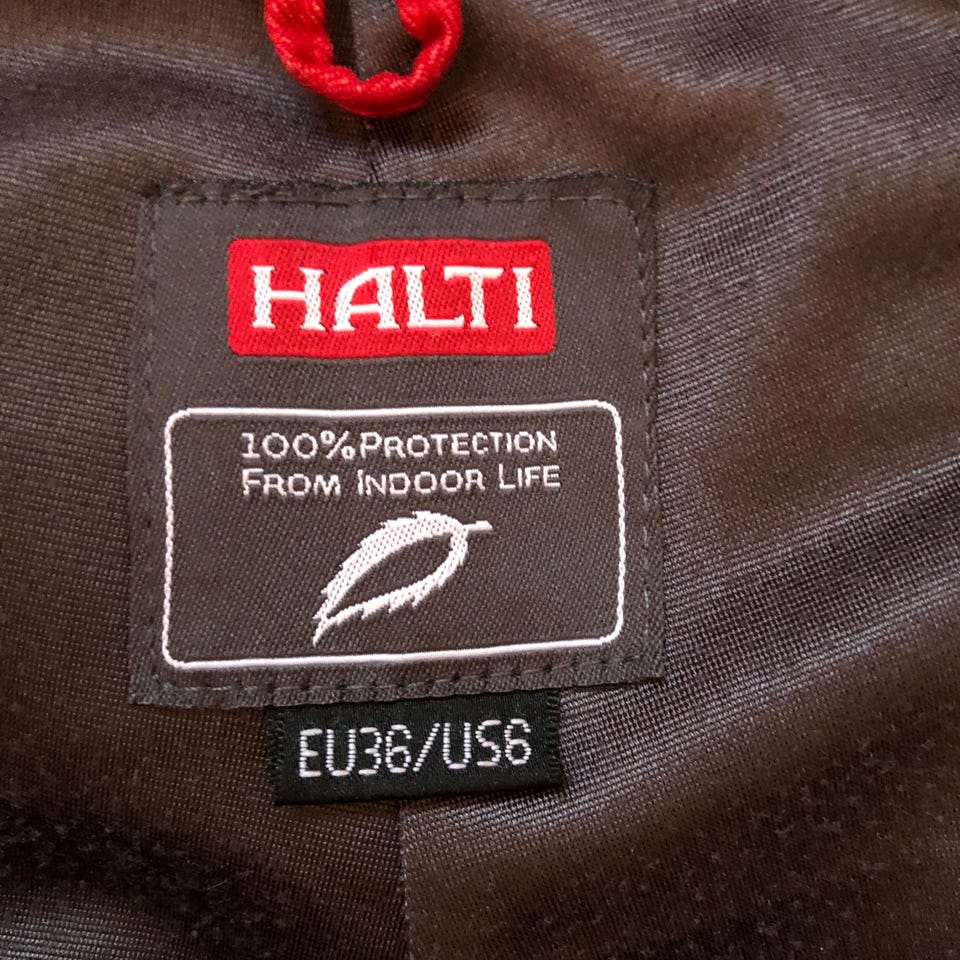 HALTI
100% PROTECTION
FROM INDOOR LIFE
EU36/US6